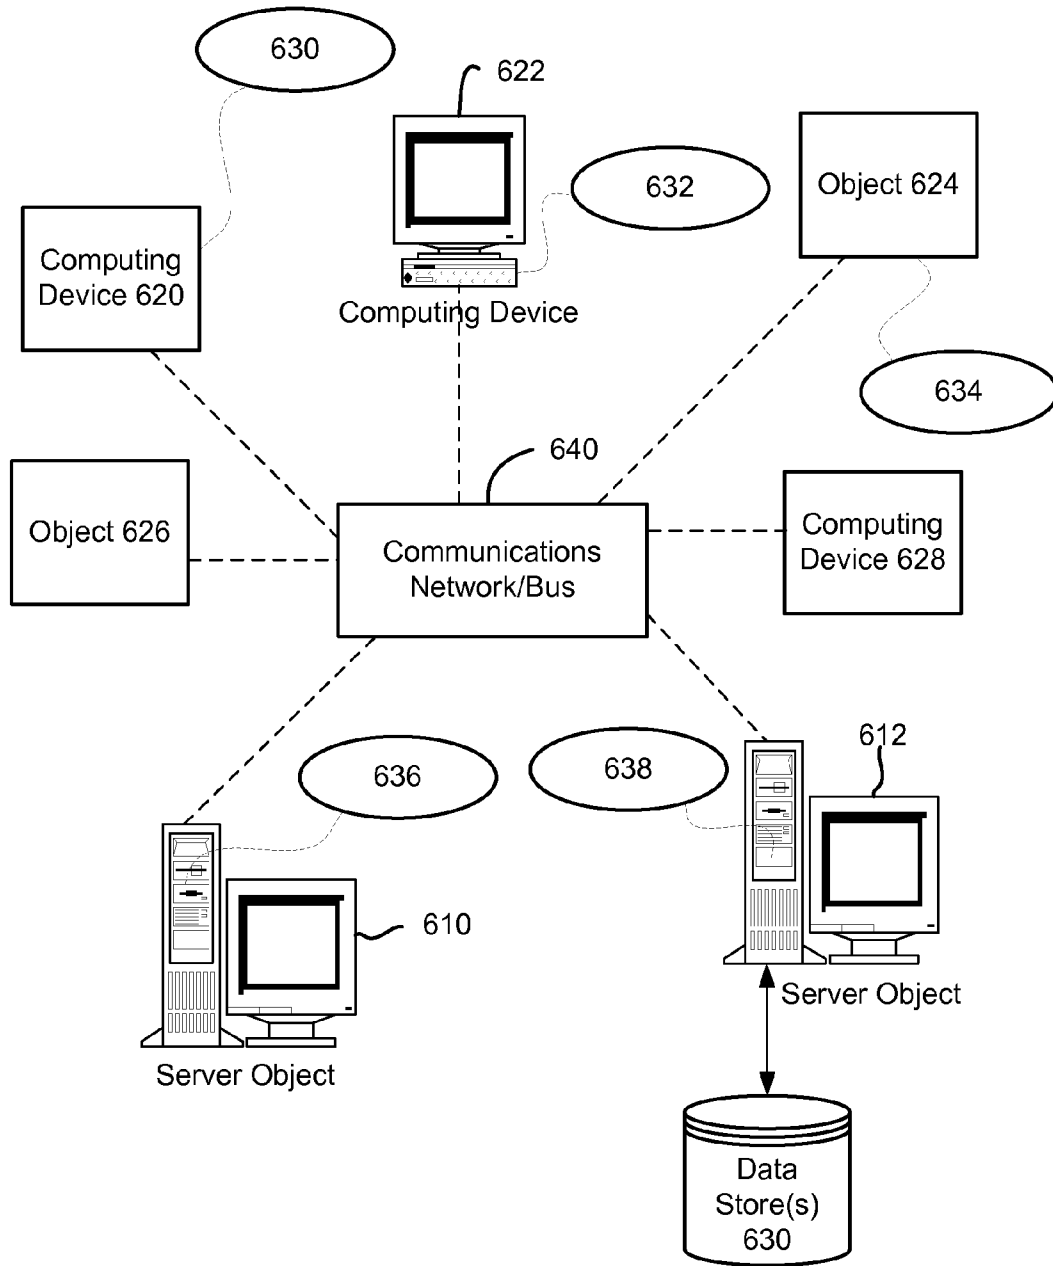 630
622
632
Object 624
Computing
Device 620
Computing Device
634
640
Object 626
Communications
Network/Bus
Computing
Device 628
636
638
612
610
Server Object
Server Object
Data
Store(s)
630